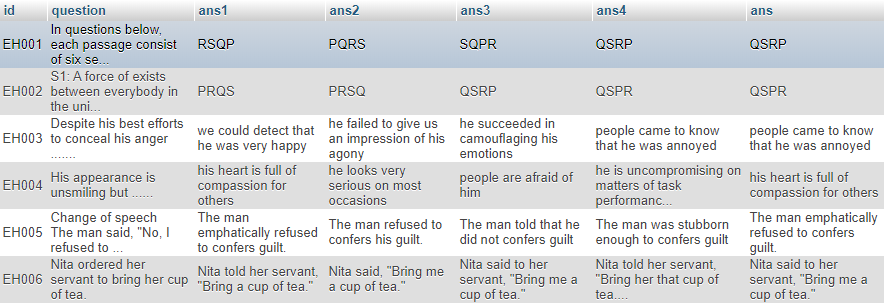 id question ans1 ans2 ans3 ans4 ans
EH001 In questions below, each passage consist of six se... RSQP PQRS SQPR QSRP QSRP
EH002 S1: A force of exists between everybody in the uni... PRQS PRSQ QSRP QSPR QSPR
EH003 Despite his best efforts to conceal his anger ....... we could detect that he was very happy he failed to give us an impression of his agony he succeeded in camouflaging his emotions people came to know that he was annoyed people came to know that he was annoyed
EH004 His appearance is unsmiling but ...... his heart is full of compassion for others he looks very serious on most occasions people are afraid of him he is uncompromising on matters of task performanc... his heart is full of compassion for others
EH005 Change of speech The man said, "No, I refused to ... The man emphatically refused to confers guilt. The man refused to confers his guilt. The man told that he did not confers guilt The man was stubborn enough to confers guilt The man emphatically refused to confers guilt.
EH006 Nita ordered her servant to bring her cup of tea. Nita told her servant, "Bring a cup of tea." Nita said, "Bring me a cup of tea." Nita said to her servant, "Bring me a cup of tea." Nita told her servant, "Bring her that cup of tea.... Nita said to her servant, "Bring me a cup of tea."